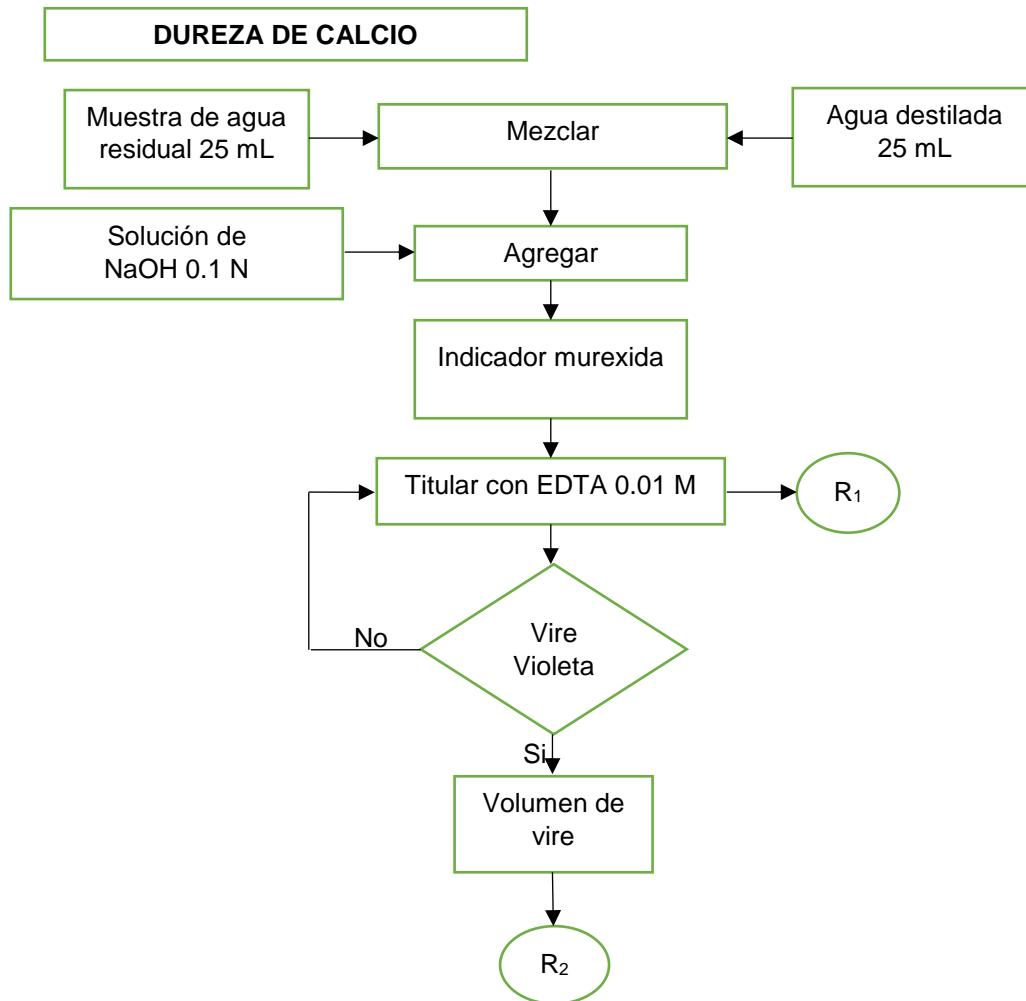 DUREZA DE CALCIO
Muestra de agua
residual 25 mL
Mezclar
Agua destilada
25 mL
Solución de
NaOH 0.1 N
Agregar
Indicador murexida
Titular con EDTA 0.01 M
R₁
No
Vire
Violeta
Si
Volumen de
vire
R₂